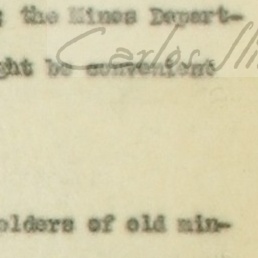 ; the Mines Depart-
Carlos
ght be convenient
olders of old min-